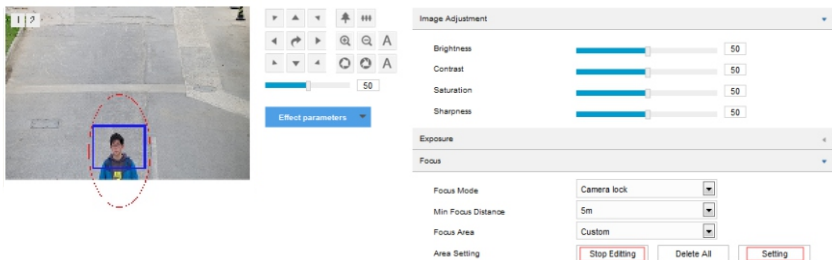 1 2
A
A
50
Effect parameters
Image Adjustment
Brightness 50
Contrast 50
Saturation 50
Sharpness 50
Exposure
Focus
Focus Mode Camera lock
Min Focus Distance 5m
Focus Area Custom
Area Setting Stop Editting Delete All Setting